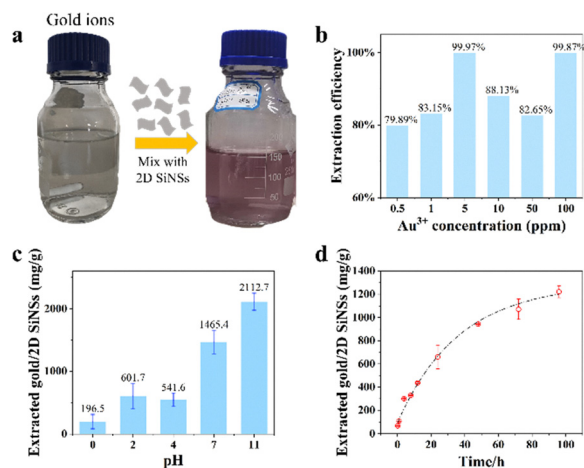 a
Gold ions
Mix with
2D SiNSs
150
100
50
b
Extraction efficiency
100%
80%
60%
79.89%
83.15%
99.97%
88.13%
82.65%
99.87%
0.5 1 5 10 50 100
Au³⁺ concentration (ppm)
c
Extracted gold/2D SiNSs (mg/g)
2000
1000
0
196.5
601.7
541.6
1465.4
2112.7
0 2 4 7 11
pH
d
Extracted gold/2D SiNSs (mg/g)
1400
1200
1000
800
600
400
200
0
0 20 40 60 80 100
Time/h